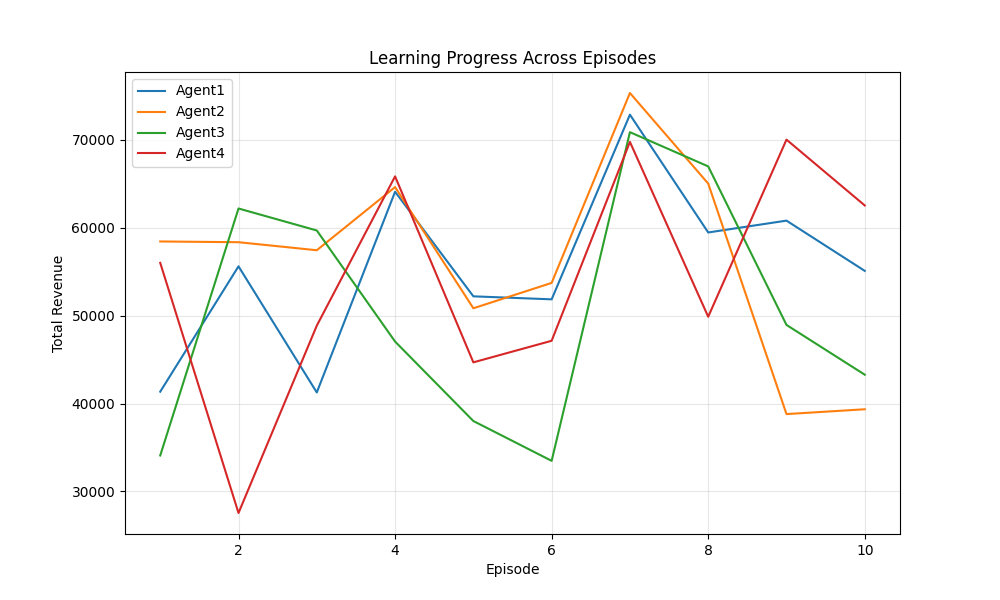 Learning Progress Across Episodes
Agent1
Agent2
Agent3
Agent4
Total Revenue
70000
60000
50000
40000
30000
2 4 6 8 10
Episode